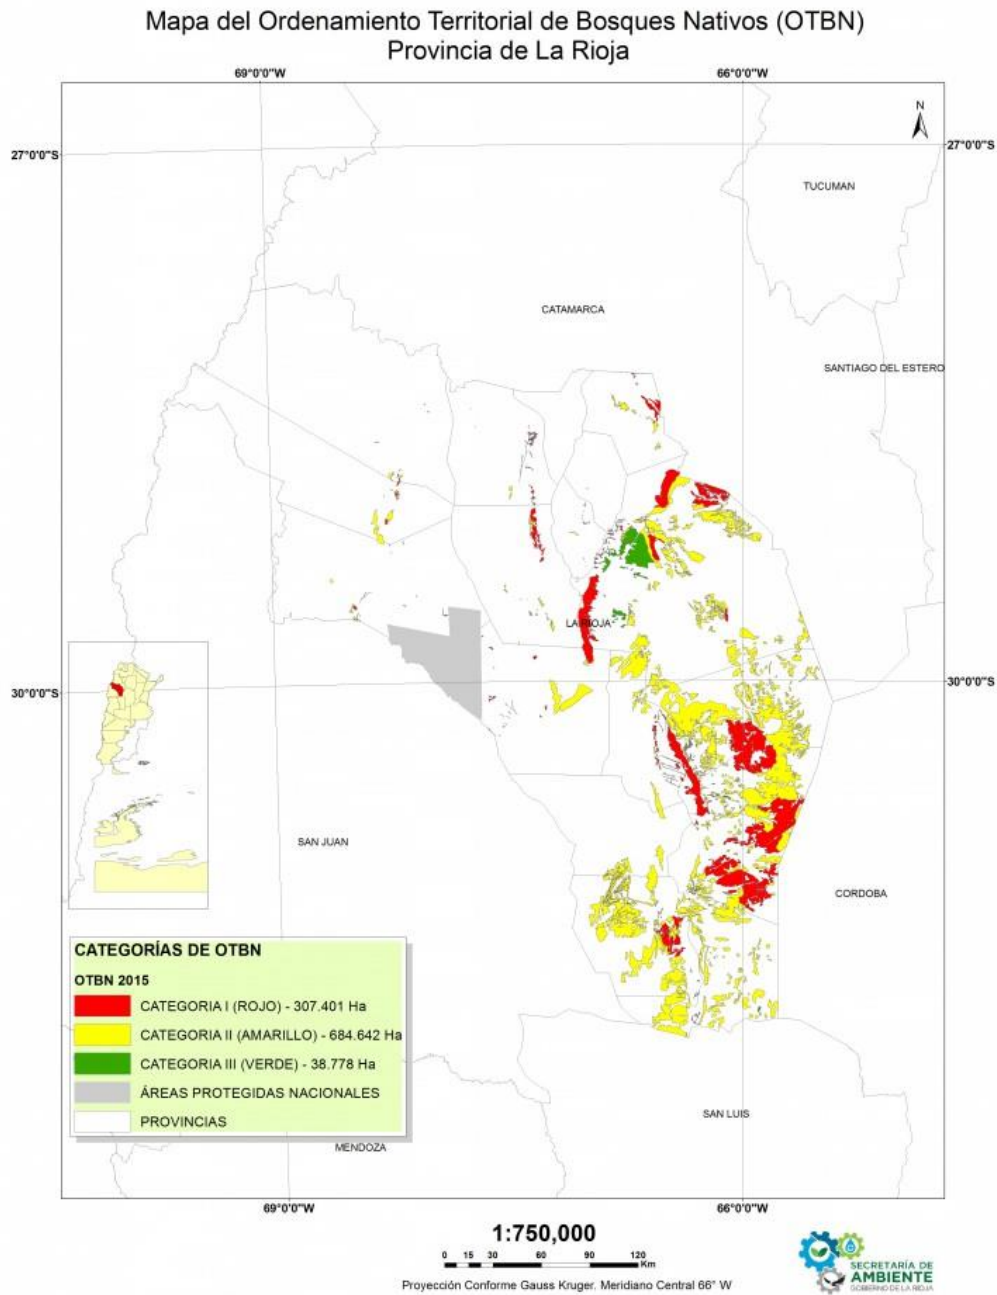 Mapa del Ordenamiento Territorial de Bosques Nativos (OTBN)
Provincia de La Rioja
69°0'0"W
66°0'0"W
N
27°0'0"S
27°0'0"S
TUCUMAN
CATAMARCA
SANTIAGO DEL ESTERO
LA RIOJA
30°0'0"S
30°0'0"S
SAN JUAN
CORDOBA
CATEGORÍAS DE OTBN
OTBN 2015
CATEGORIA I (ROJO) - 307.401 Ha
CATEGORIA II (AMARILLO) - 684.642 Ha
CATEGORIA III (VERDE) - 38.778 Ha
ÁREAS PROTEGIDAS NACIONALES
PROVINCIAS
SAN LUIS
MENDOZA
69°0'0"W
66°0'0"W
1:750,000
0 15 30 60 90 120
Km
Proyección Conforme Gauss Kruger. Meridiano Central 66° W
SECRETARÍA DE
AMBIENTE
GOBIERNO DE LA RIOJA